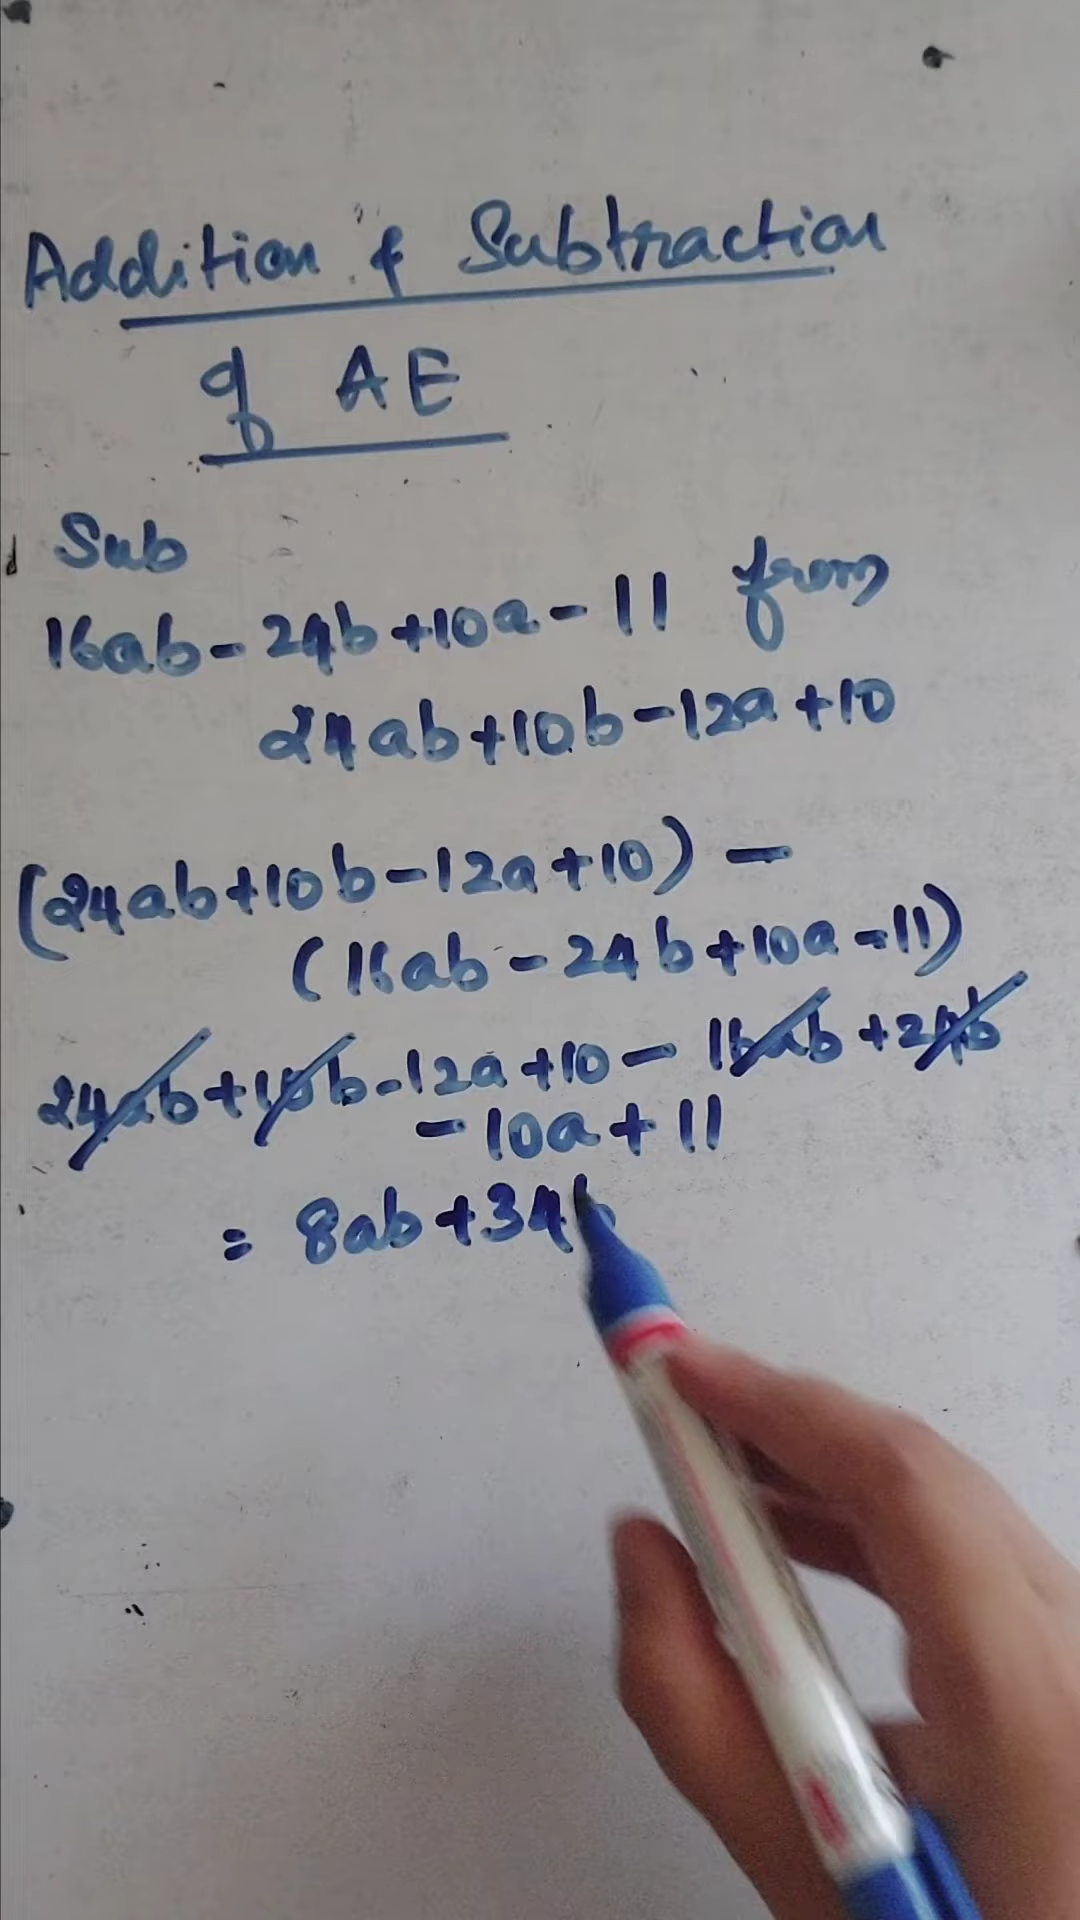 Addition & Subtraction
of AE
Sub
16ab - 24b + 10a - 11 from
24ab + 10b - 12a + 10
(24ab + 10b - 12a + 10) -
(16ab - 24b + 10a - 11)
24ab + 10b - 12a + 10 - 16ab + 24b
- 10a + 11
= 8ab + 34b